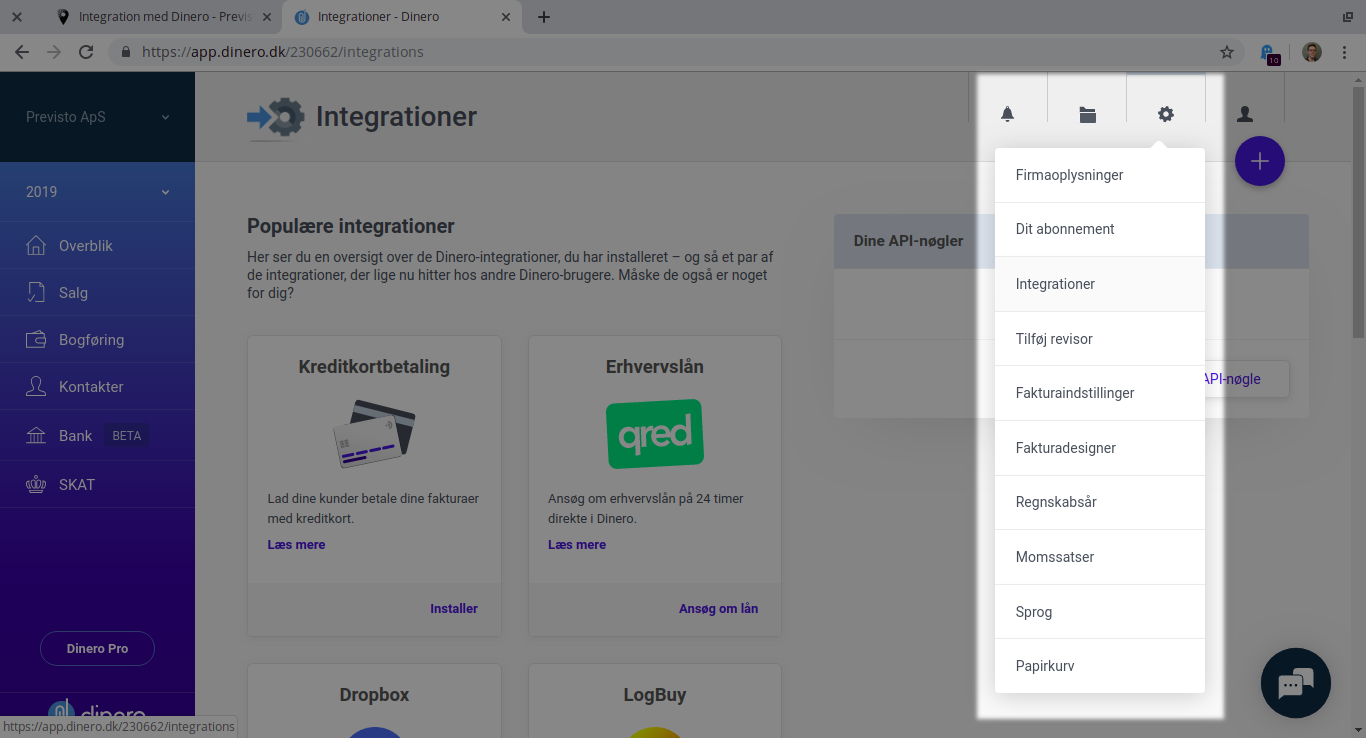 Integration med Dinero - Previs
Integrationer - Dinero
https://app.dinero.dk/230662/integrations
10
Previsto ApS
2019
Overblik
Salg
Bogføring
Kontakter
Bank BETA
SKAT
Dinero Pro
dinero
https://app.dinero.dk/230662/integrations
Integrationer
Populære integrationer
Her ser du en oversigt over de Dinero-integrationer, du har installeret – og så et par af
de integrationer, der lige nu hitter hos andre Dinero-brugere. Måske de også er noget
for dig?
Kreditkortbetaling
Lad dine kunder betale dine fakturaer
med kreditkort.
Læs mere
Installer
Erhvervslån
qred
Ansøg om erhvervslån på 24 timer
direkte i Dinero.
Læs mere
Ansøg om lån
Dropbox
LogBuy
Dine API-nøgler
API-nøgle
Firmaoplysninger
Dit abonnement
Integrationer
Tilføj revisor
Fakturaindstillinger
Fakturadesigner
Regnskabsår
Momssatser
Sprog
Papirkurv